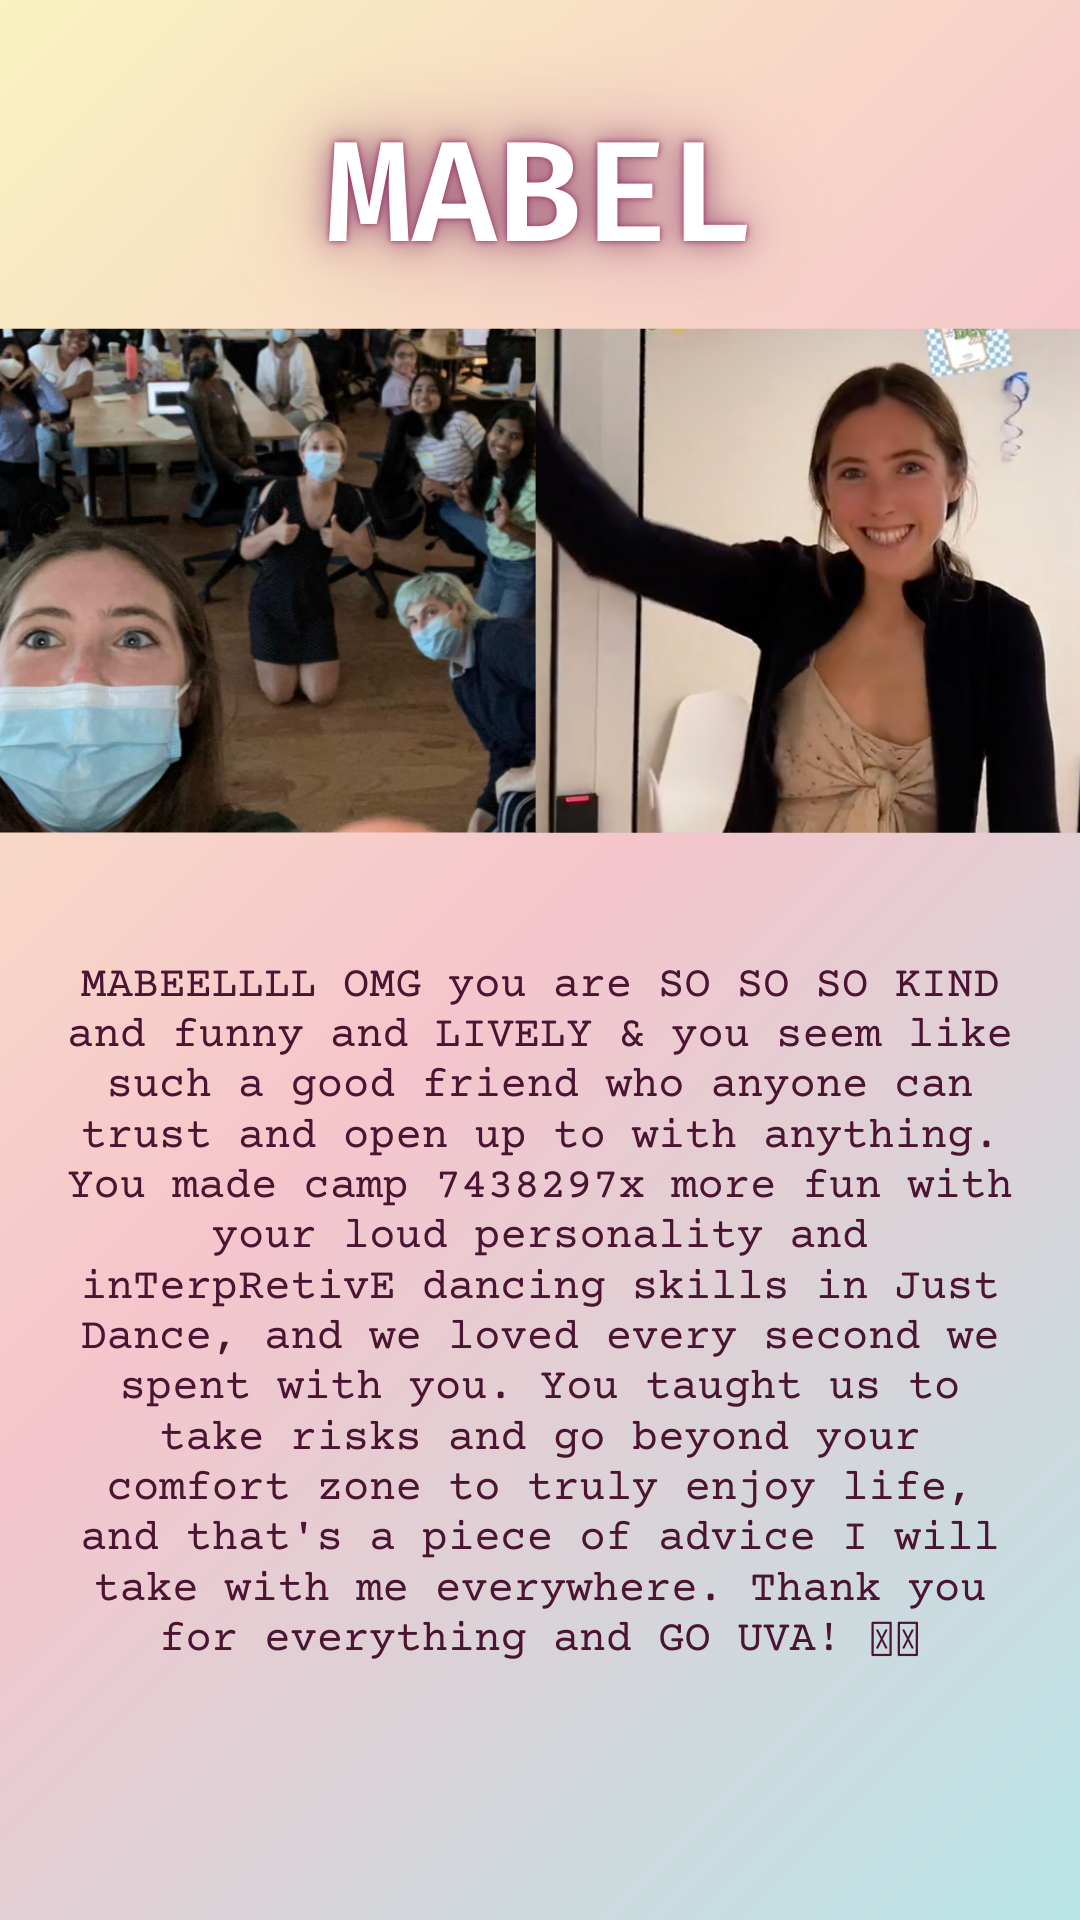 MABEL
MABEELLLL OMG you are SO SO SO KIND
and funny and LIVELY & you seem like
such a good friend who anyone can
trust and open up to with anything.
You made camp 7438297x more fun with
your loud personality and
inTerpRetivE dancing skills in Just
Dance, and we loved every second we
spent with you. You taught us to
take risks and go beyond your
comfort zone to truly enjoy life,
and that's a piece of advice I will
take with me everywhere. Thank you
for everything and GO UVA!